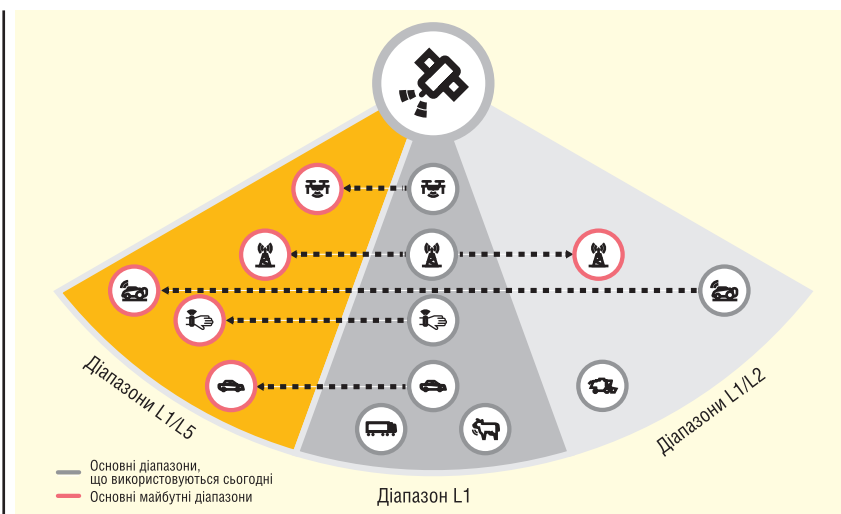 Діапазони L1/L5
Діапазони L1/L2
Основні діапазони,
що використовуються сьогодні
Основні майбутні діапазони
Діапазон L1